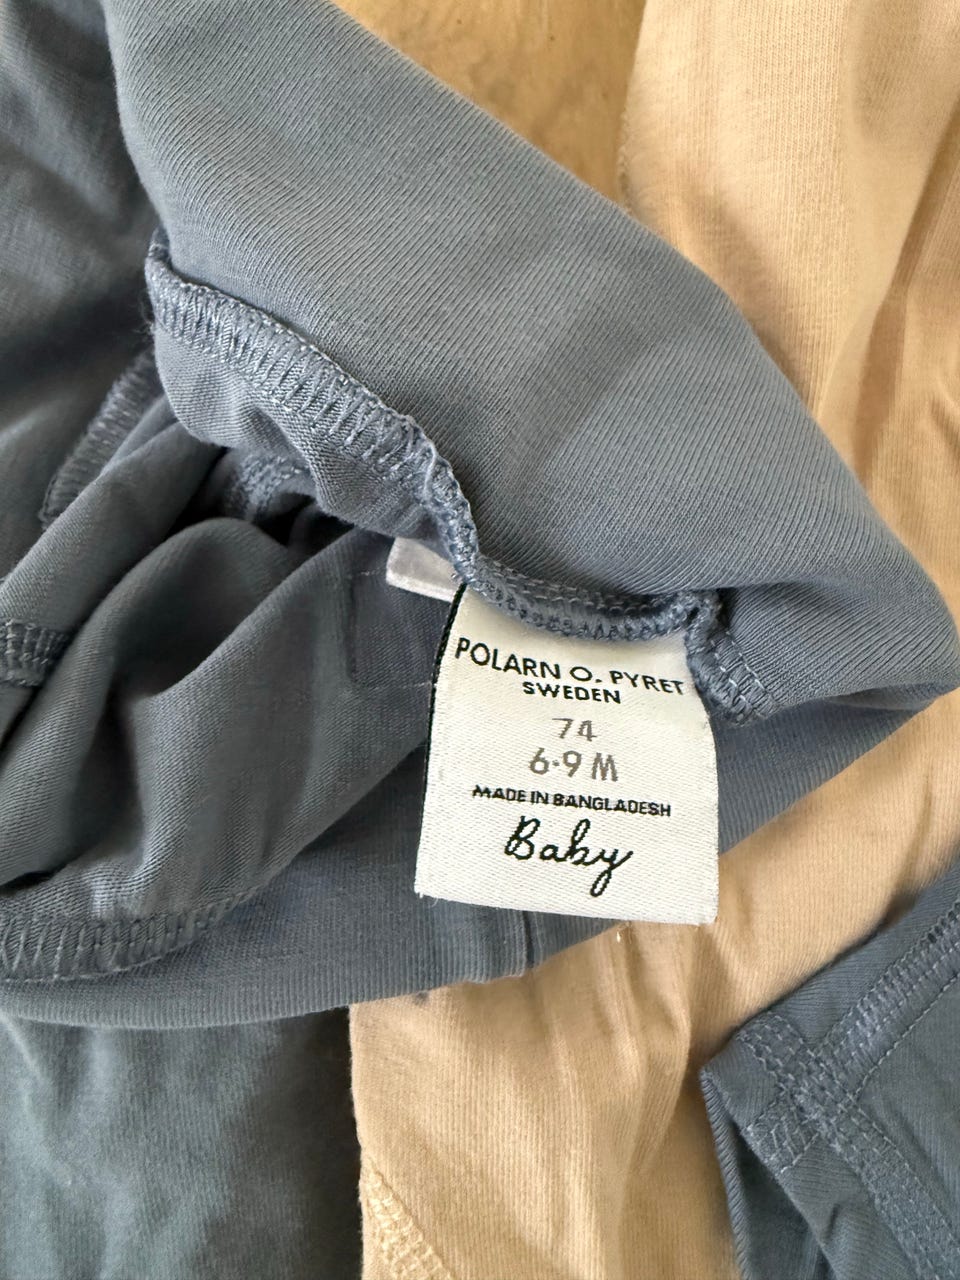 POLARN O. PYRET
SWEDEN
74
6-9 M
MADE IN BANGLADESH
Baby